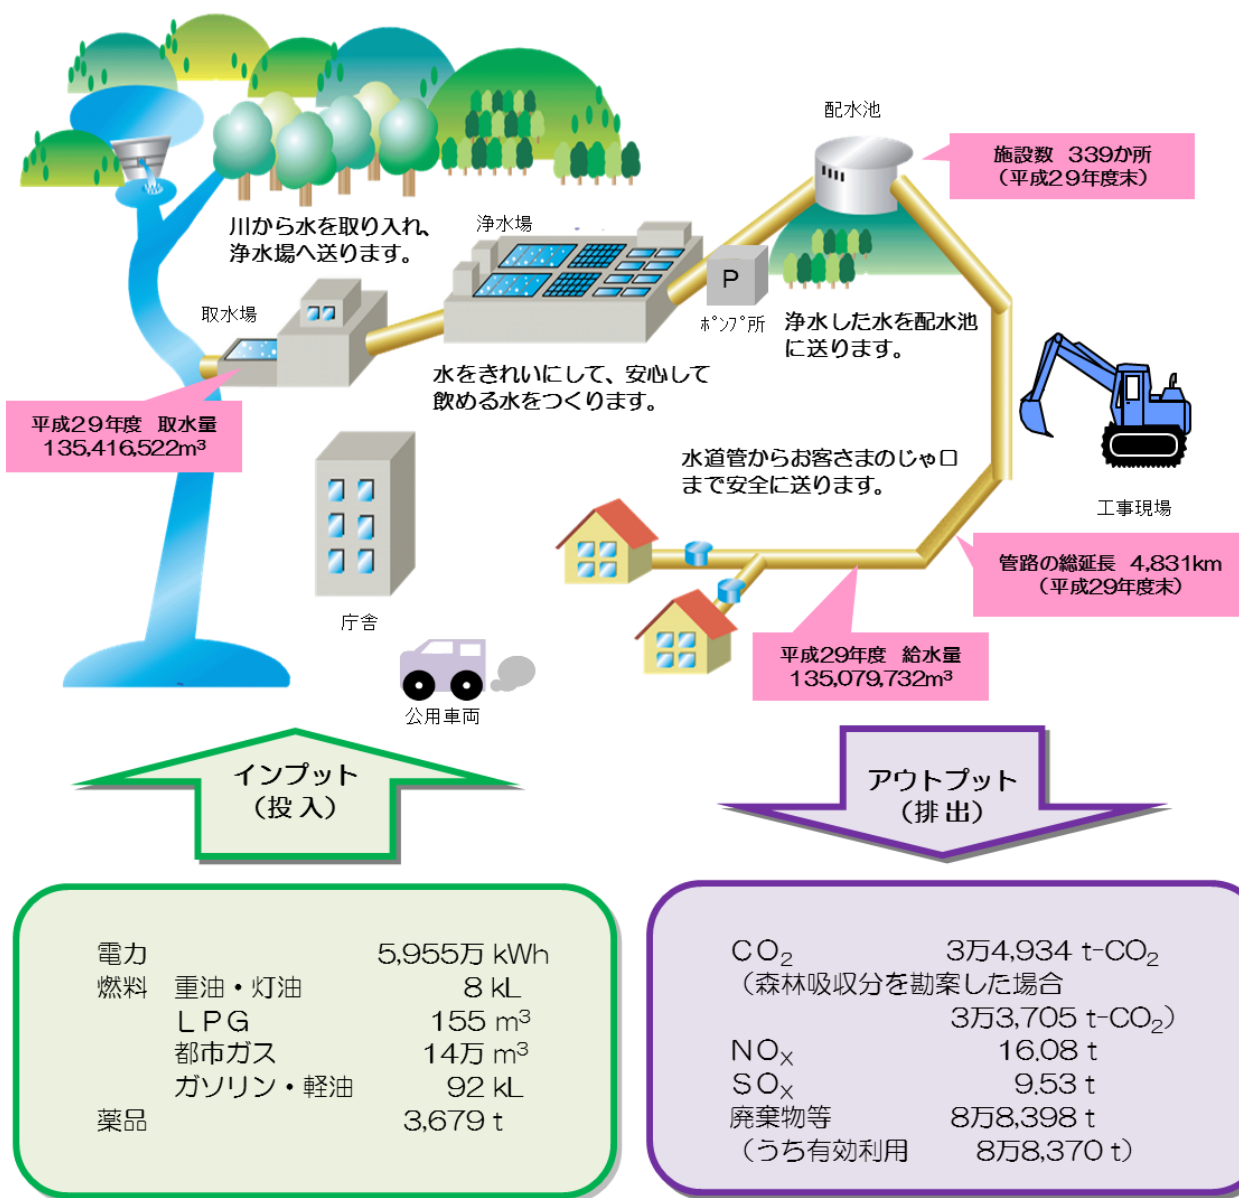 配水池
施設数 339か所
（平成29年度末）
川から水を取り入れ、
浄水場へ送ります。
浄水場
取水場
P
ﾎﾟﾝﾌﾟ所
浄水した水を配水池
に送ります。
水をきれいにして、安心して
飲める水をつくります。
平成29年度 取水量
135,416,522m³
水道管からお客さまのじゃ口
まで安全に送ります。
工事現場
管路の総延長 4,831km
（平成29年度末）
庁舎
平成29年度 給水量
135,079,732m³
公用車両
インプット
（投入）
アウトプット
（排出）
電力 5,955万 kWh
燃料 重油・灯油 8 kL
LPG 155 m³
都市ガス 14万 m³
ガソリン・軽油 92 kL
薬品 3,679 t
CO₂ 3万4,934 t-CO₂
（森林吸収分を勘案した場合
3万3,705 t-CO₂）
NOX 16.08 t
SOX 9.53 t
廃棄物等 8万8,398 t
（うち有効利用 8万8,370 t）